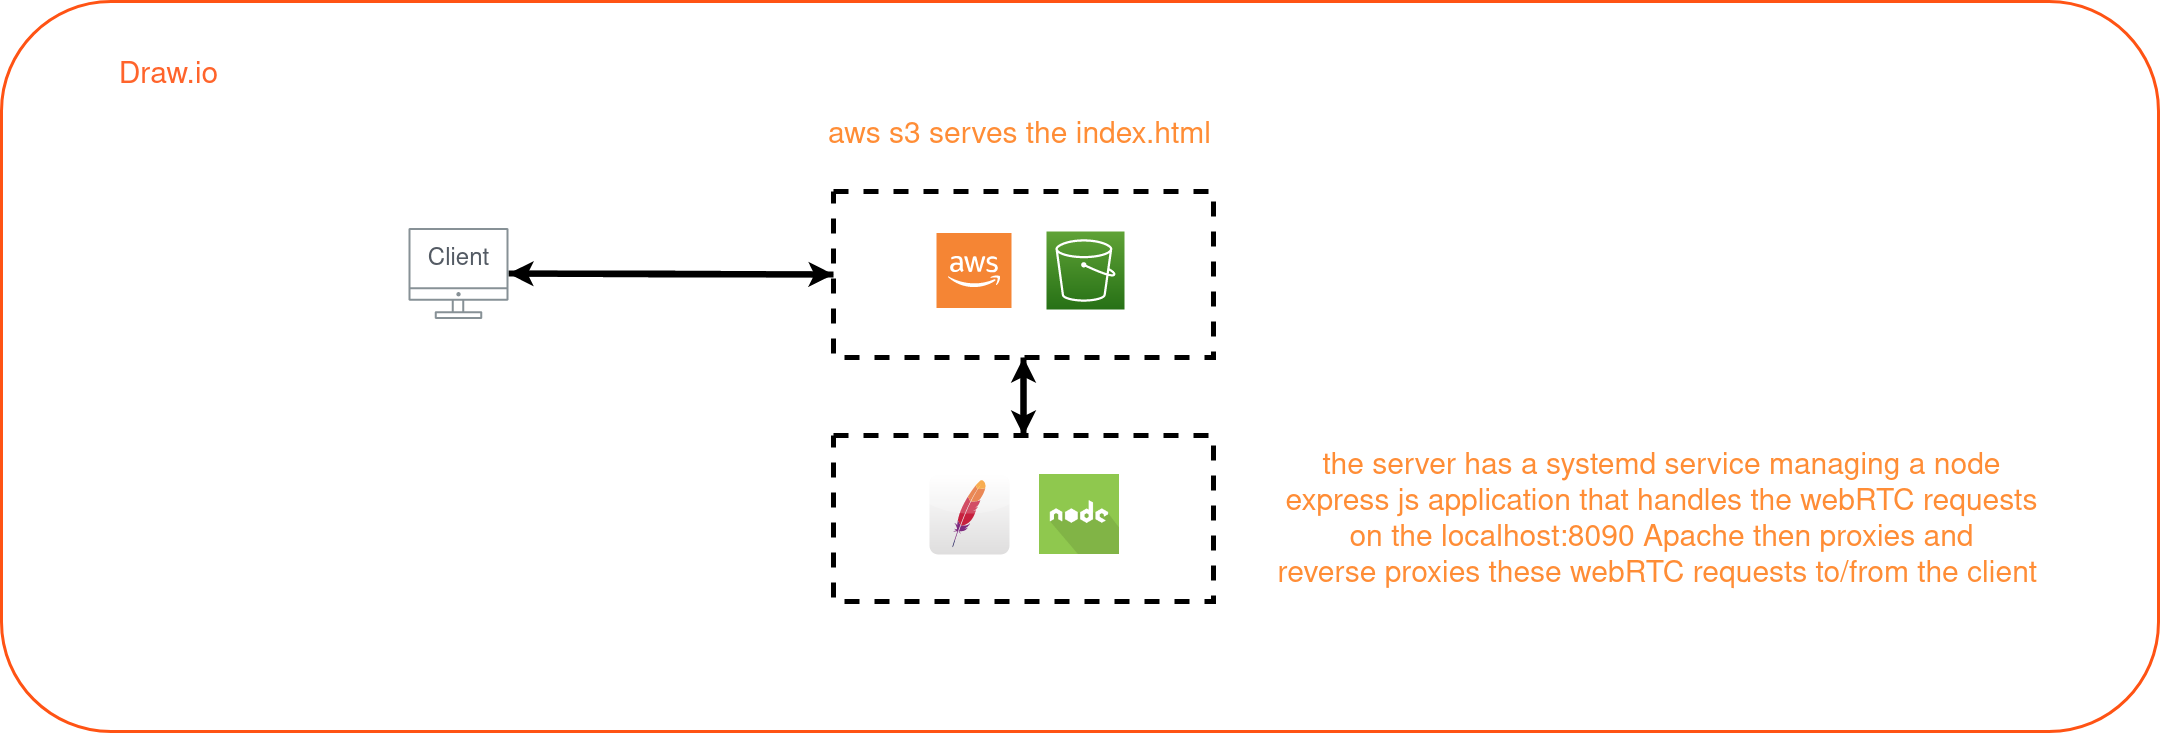 Draw.io
aws s3 serves the index.html
Client
aws
node
the server has a systemd service managing a node
express js application that handles the webRTC requests
on the localhost:8090 Apache then proxies and
reverse proxies these webRTC requests to/from the client